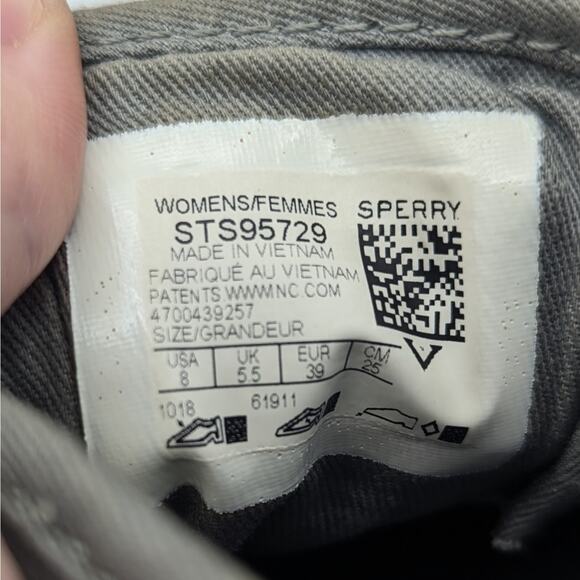 WOMENS/FEMMES
SPERRY
STS95729
MADE IN VIETNAM
FABRIQUÉ AU VIETNAM
PATENTS WWWINC.COM
4700439257
SIZE/GRANDEUR
USA UK EUR CM
8 5.5 39 25
1018 61911